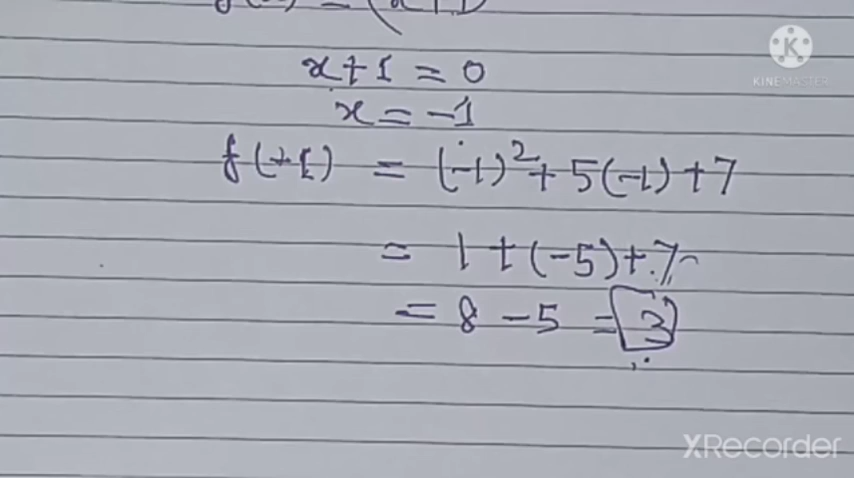 x+1 = 0
x = -1
f(-1) = (-1)² + 5(-1) + 7
= 1 + (-5) + 7
= 8 - 5 = 3
K
KINEMASTER
XRecorder